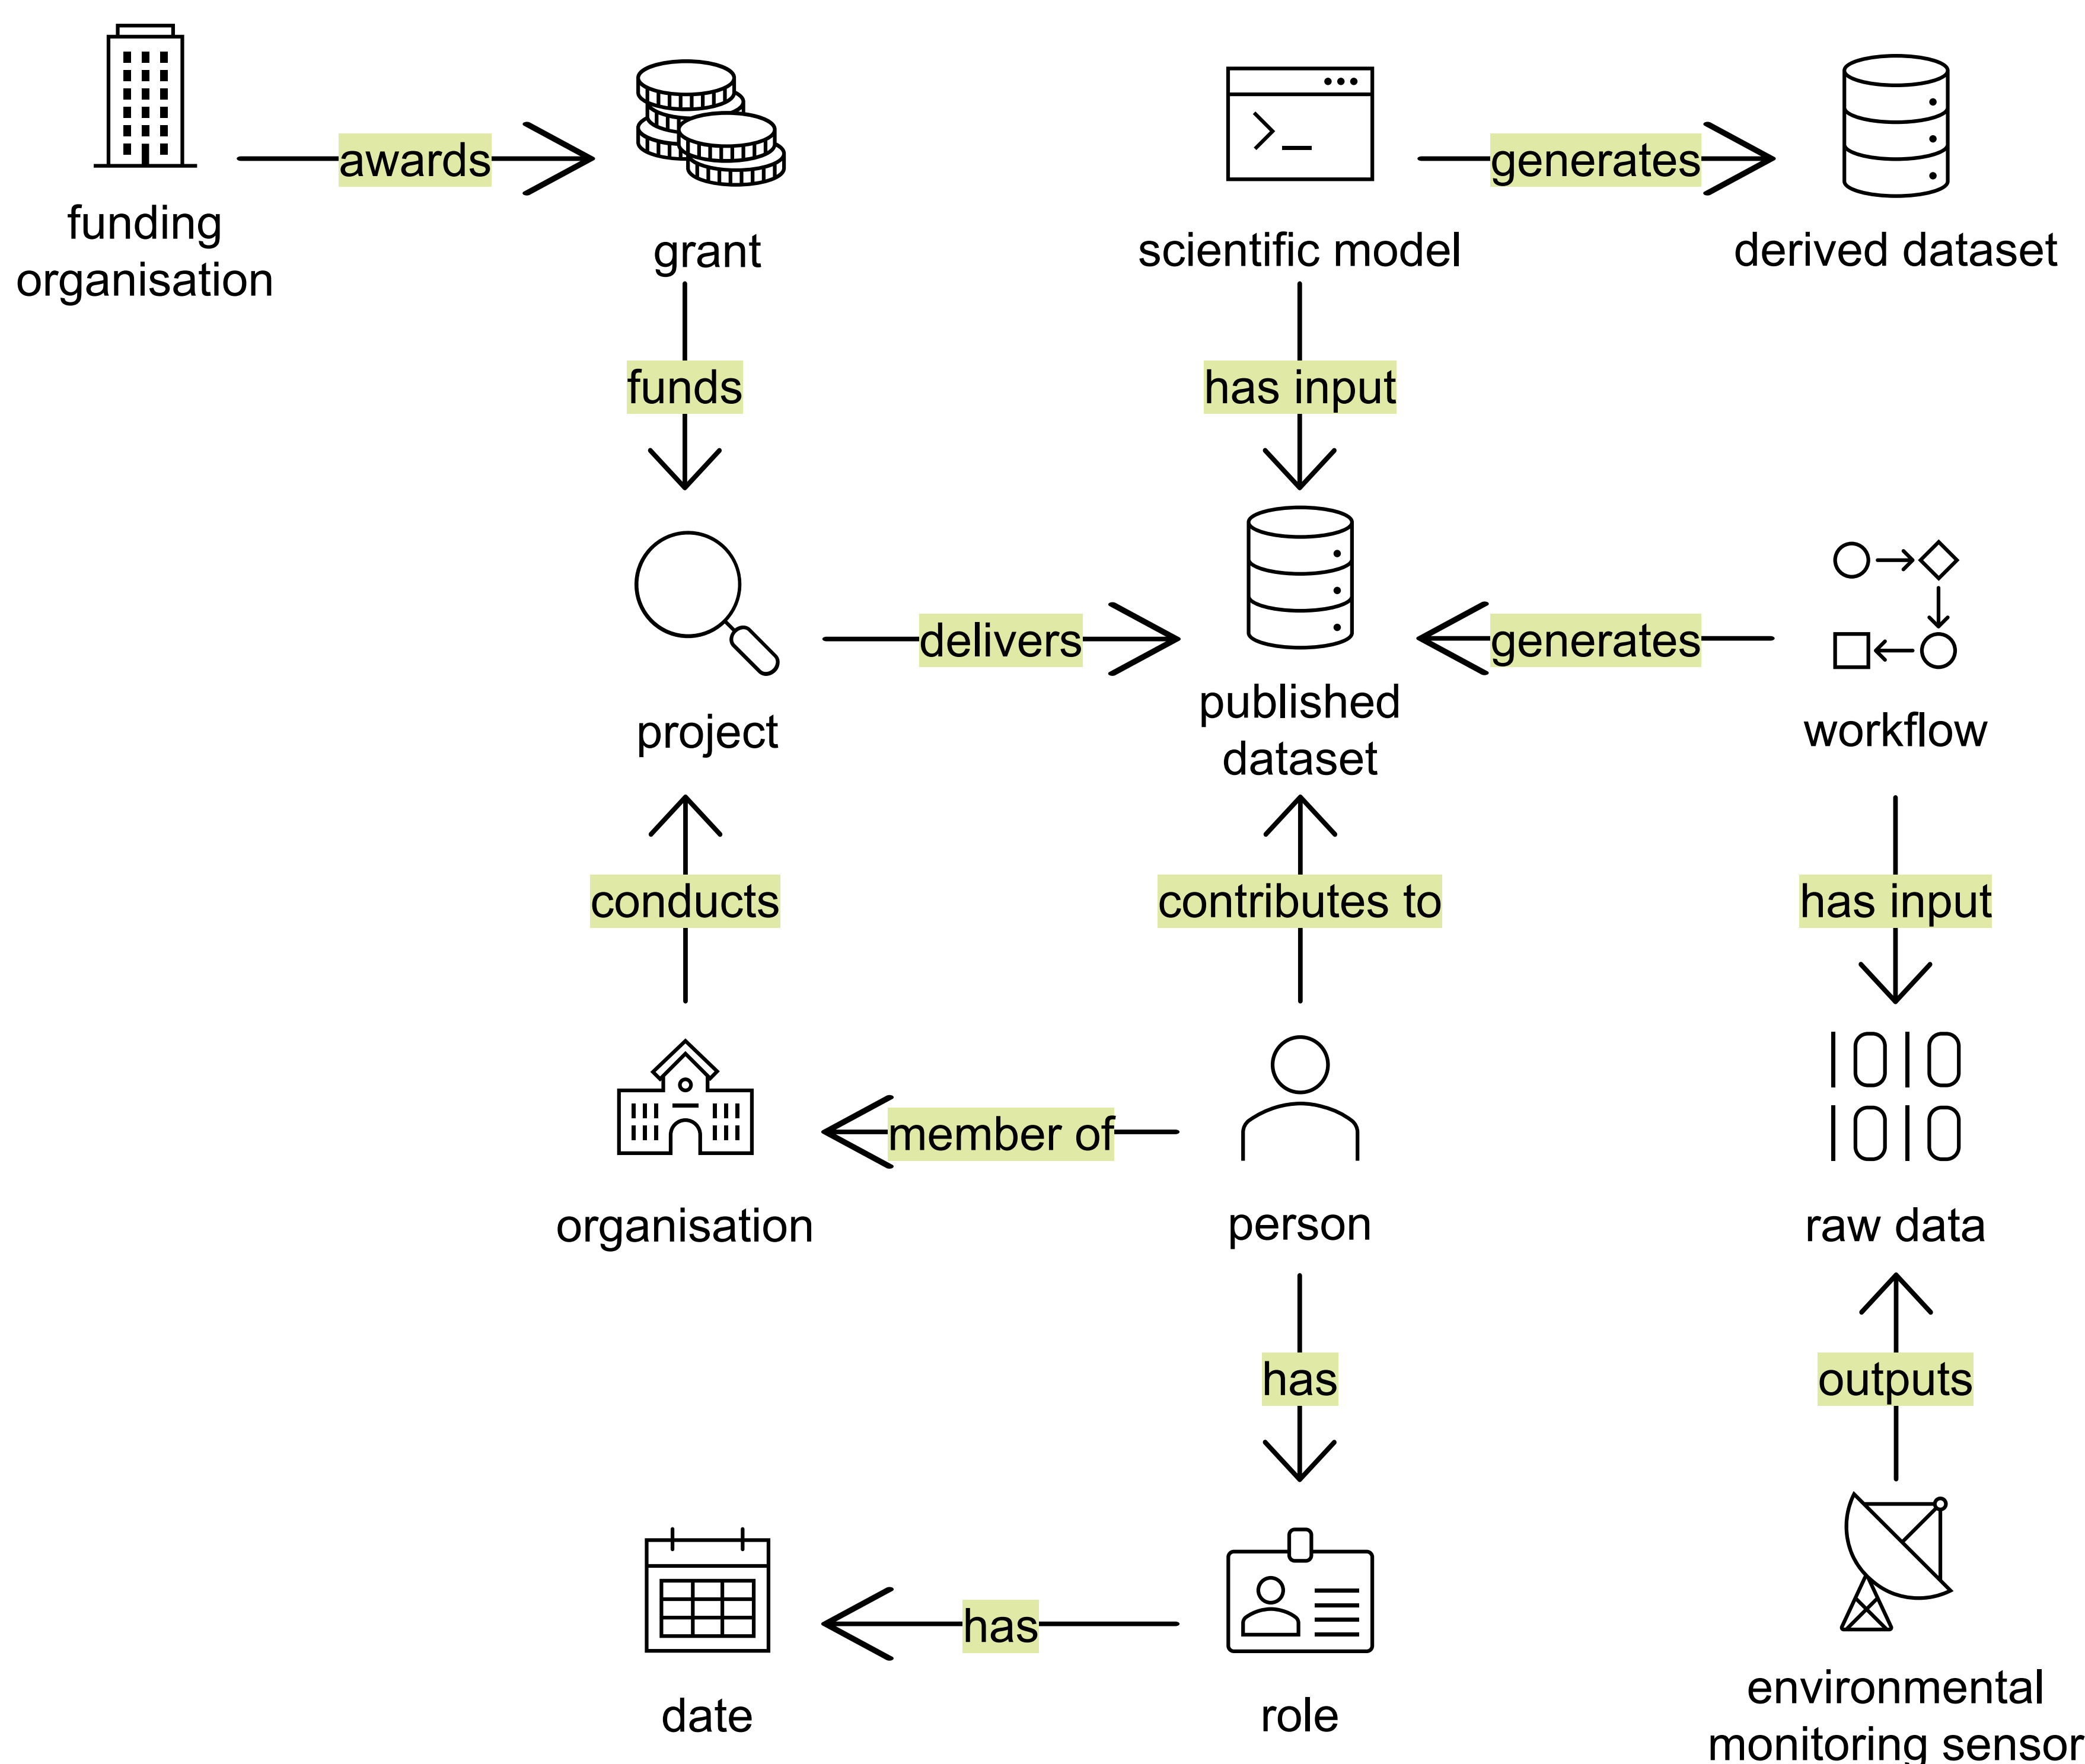 awards
generates
funding
organisation
grant
scientific model
derived dataset
funds
has input
delivers
generates
project
published
dataset
workflow
conducts
contributes to
has input
member of
organisation
person
raw data
has
outputs
has
date
role
environmental
monitoring sensor